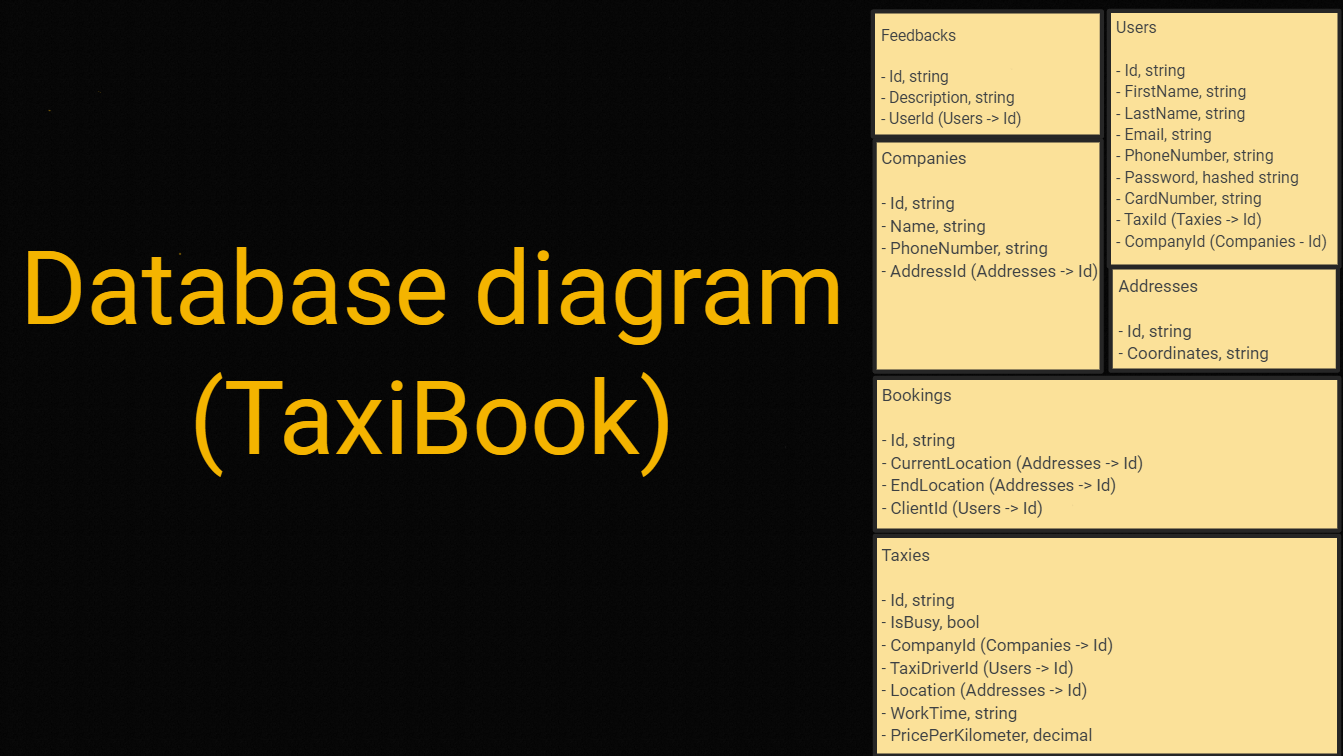 Database diagram
(TaxiBook)
Feedbacks
- Id, string
- Description, string
- UserId (Users -> Id)
Users
- Id, string
- FirstName, string
- LastName, string
- Email, string
- PhoneNumber, string
- Password, hashed string
- CardNumber, string
- TaxiId (Taxies -> Id)
- CompanyId (Companies - Id)
Companies
- Id, string
- Name, string
- PhoneNumber, string
- AddressId (Addresses -> Id)
Addresses
- Id, string
- Coordinates, string
Bookings
- Id, string
- CurrentLocation (Addresses -> Id)
- EndLocation (Addresses -> Id)
- ClientId (Users -> Id)
Taxies
- Id, string
- IsBusy, bool
- CompanyId (Companies -> Id)
- TaxiDriverId (Users -> Id)
- Location (Addresses -> Id)
- WorkTime, string
- PricePerKilometer, decimal